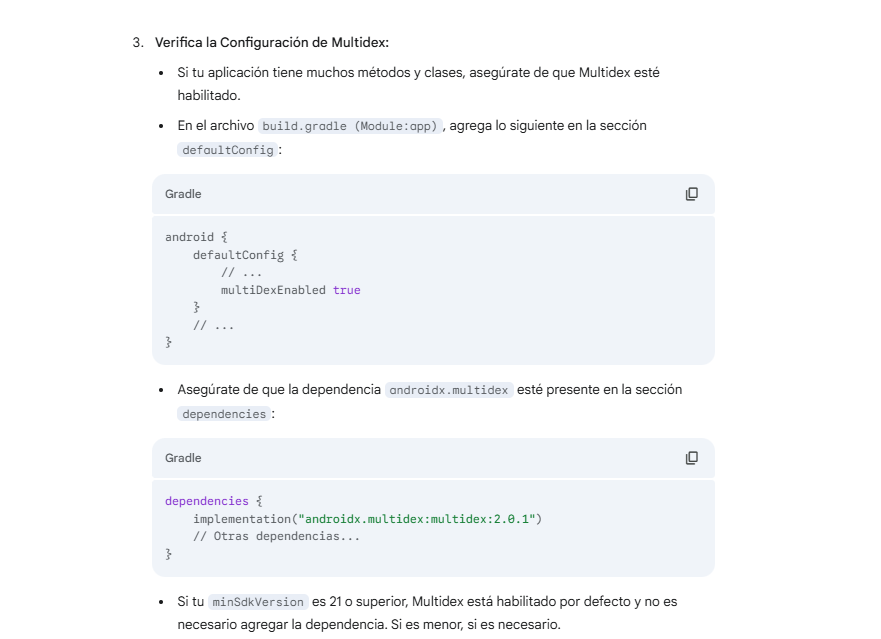 3. Verifica la Configuración de Multidex:
• Si tu aplicación tiene muchos métodos y clases, asegúrate de que Multidex esté
habilitado.
• En el archivo build.gradle (Module:app), agrega lo siguiente en la sección
defaultConfig:
Gradle
android {
    defaultConfig {
        // ...
        multiDexEnabled true
    }
    // ...
}
• Asegúrate de que la dependencia androidx.multidex esté presente en la sección
dependencies:
Gradle
dependencies {
    implementation("androidx.multidex:multidex:2.0.1")
    // Otras dependencias...
}
• Si tu minSdkVersion es 21 o superior, Multidex está habilitado por defecto y no es
necesario agregar la dependencia. Si es menor, si es necesario.